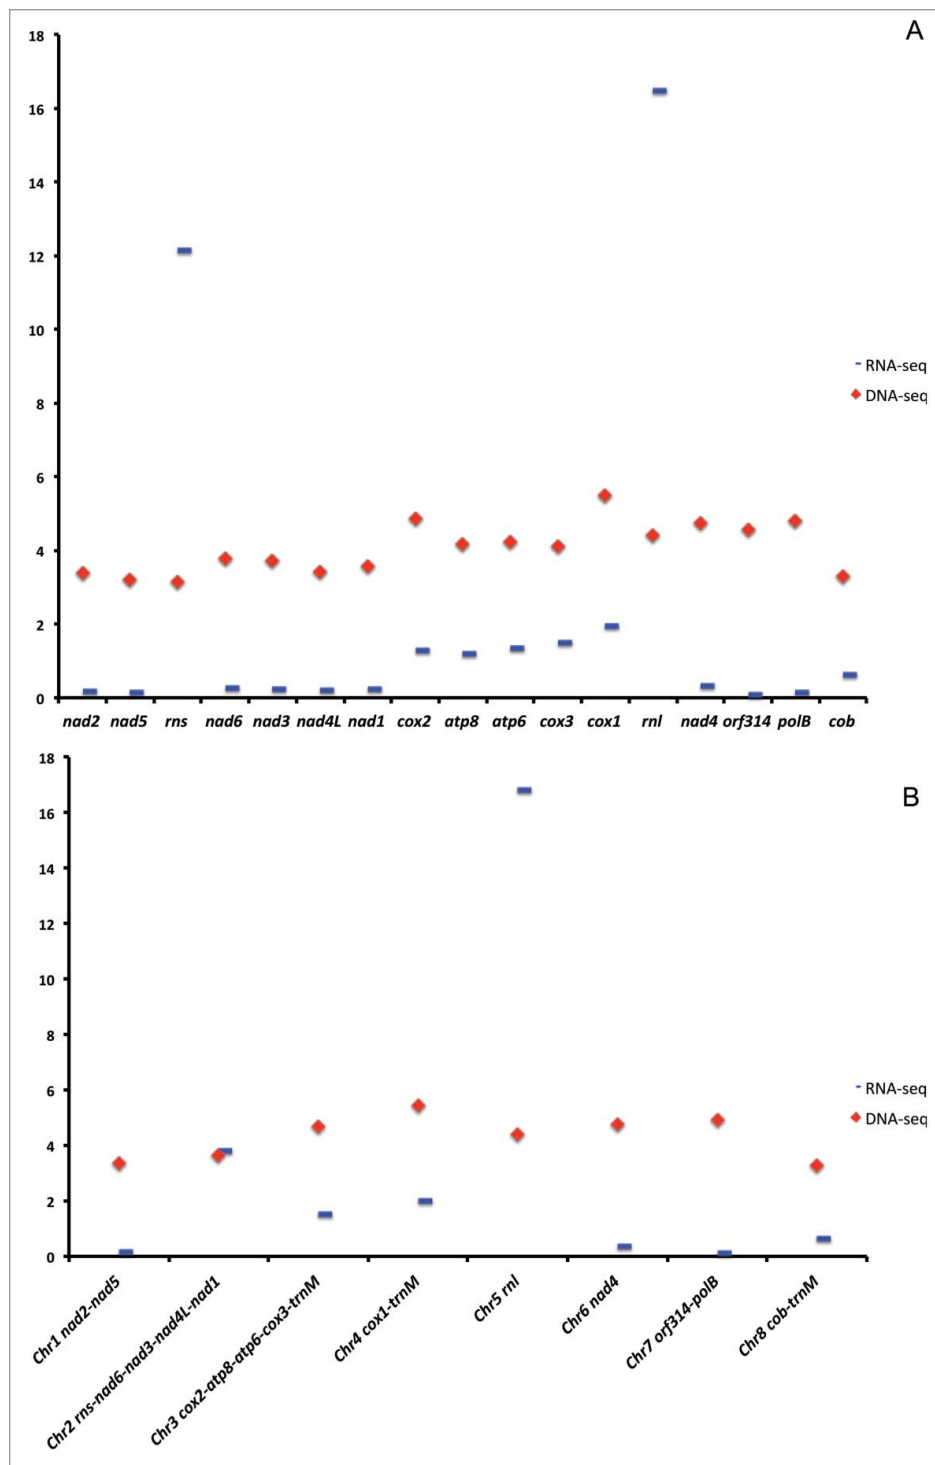 A
18
16
14
12
10
8
6
4
2
0
RNA-seq
DNA-seq
nad2 nad5 rns nad6 nad3 nad4L nad1 cox2 atp8 atp6 cox3 cox1 rnl nad4 orf314 polB cob
B
18
16
14
12
10
8
6
4
2
0
RNA-seq
DNA-seq
Chr1 nad2-nad5
Chr2 rns-nad6-nad3-nad4L-nad1
Chr3 cox2-atp8-atp6-cox3-trnM
Chr4 cox1-trnM
Chr5 rnl
Chr6 nad4
Chr7 orf314-polB
Chr8 cob-trnM